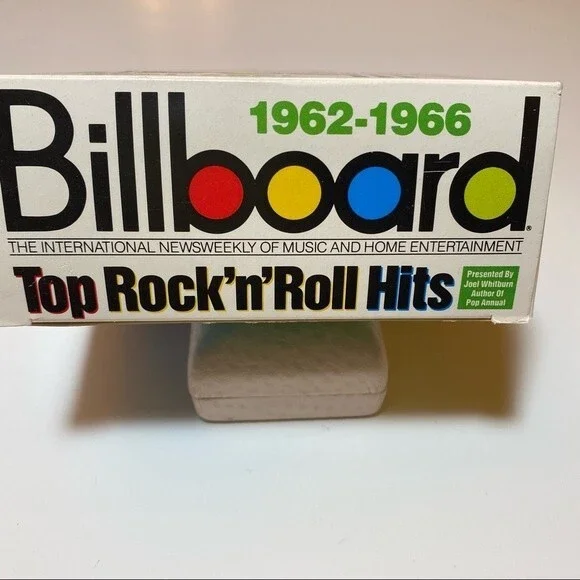 1962-1966
Billboard®
THE INTERNATIONAL NEWSWEEKLY OF MUSIC AND HOME ENTERTAINMENT
Top Rock'n'Roll Hits
Presented By
Joel Whilburn
Author Of
Pop Annual